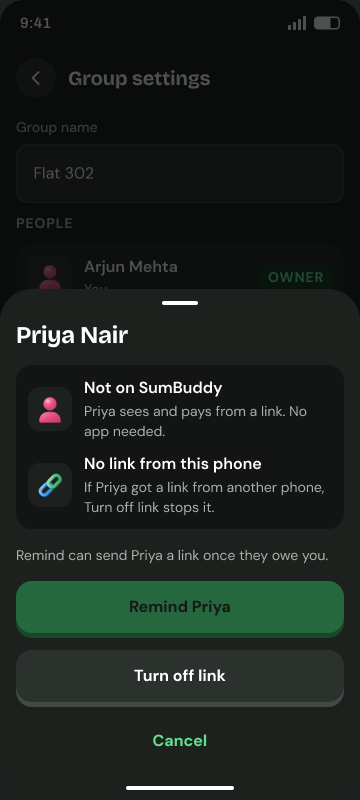 9:41
Group settings
Group name
Flat 302
PEOPLE
Arjun Mehta
OWNER
You
Priya Nair
Not on SumBuddy
Priya sees and pays from a link. No
app needed.
No link from this phone
If Priya got a link from another phone,
Turn off link stops it.
Remind can send Priya a link once they owe you.
Remind Priya
Turn off link
Cancel